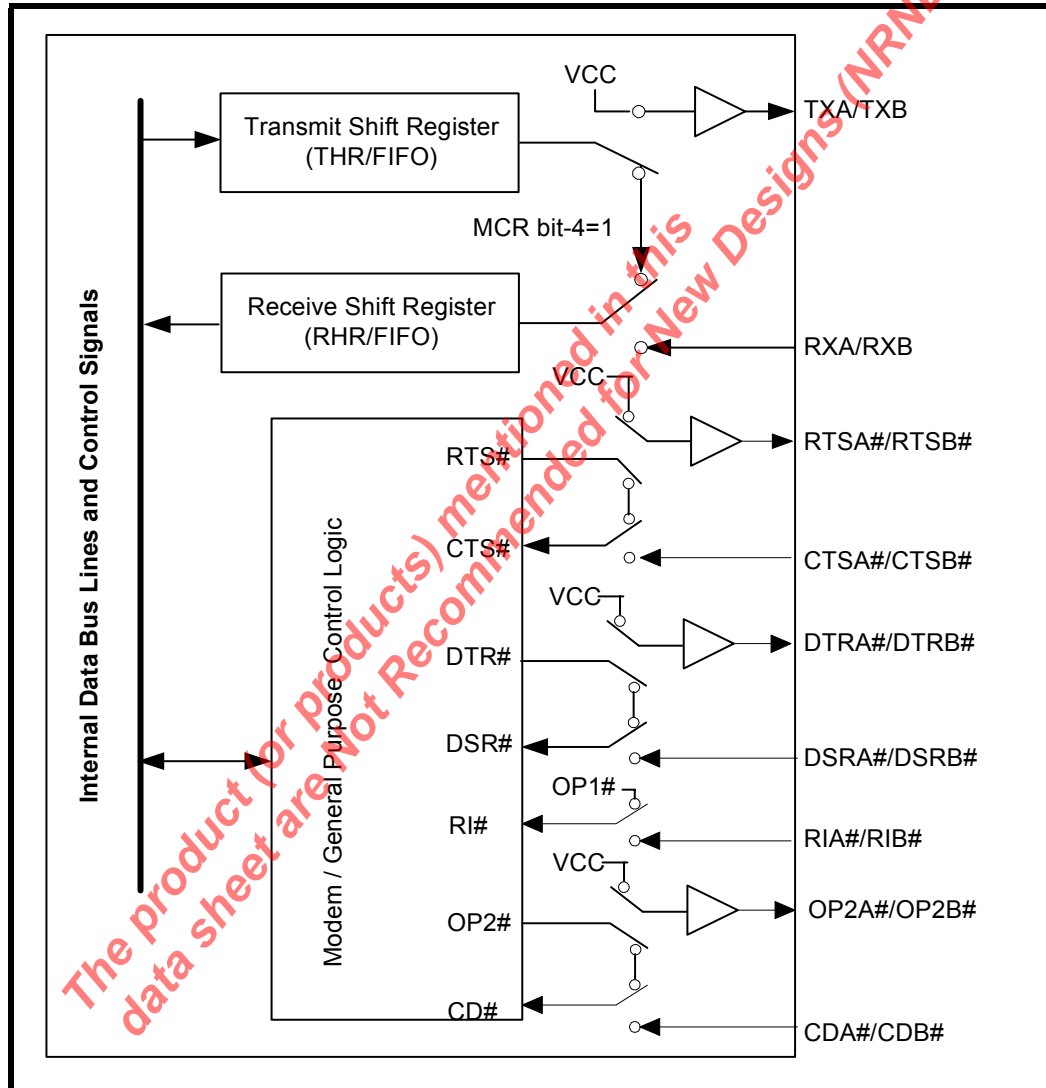 VCC
TXA/TXB
Transmit Shift Register
(THR/FIFO)
MCR bit-4=1
Receive Shift Register
(RHR/FIFO)
RXA/RXB
VCC
RTSA#/RTSB#
RTS#
CTS#
CTSA#/CTSB#
VCC
DTRA#/DTRB#
DTR#
DSR#
DSRA#/DSRB#
OP1#
RI#
RIA#/RIB#
VCC
OP2A#/OP2B#
OP2#
CD#
CDA#/CDB#
Internal Data Bus Lines and Control Signals
Modem / General Purpose Control Logic
The product (or products) mentioned in this
data sheet are Not Recommended for New Designs